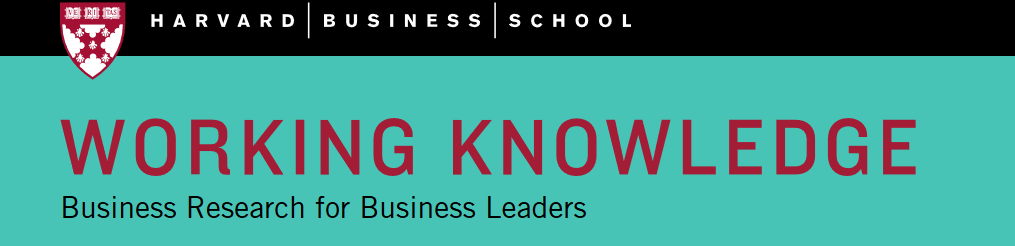 HARVARD | BUSINESS | SCHOOL
WORKING KNOWLEDGE
Business Research for Business Leaders